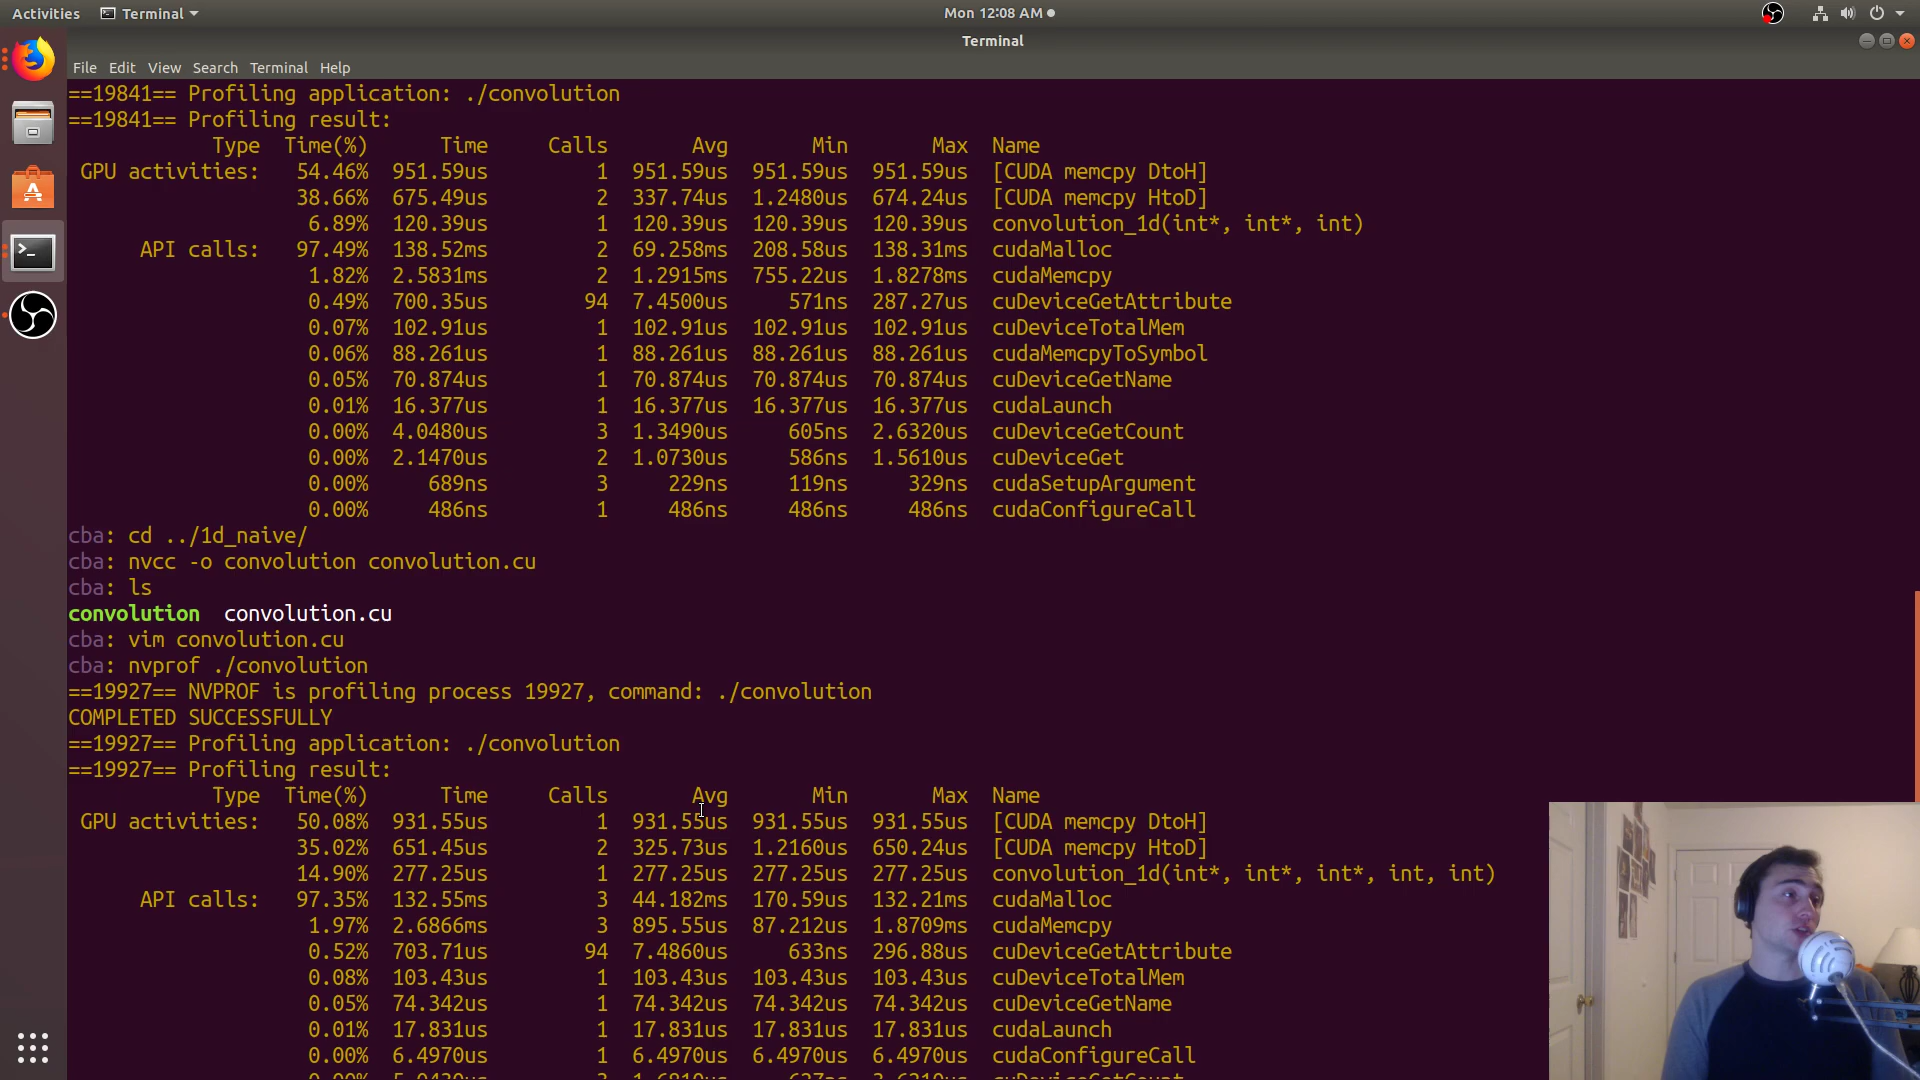 Activities Terminal Mon 12:08 AM
Terminal
File Edit View Search Terminal Help
==19841== Profiling application: ./convolution
==19841== Profiling result:
Type Time(%) Time Calls Avg Min Max Name
GPU activities: 54.46% 951.59us 1 951.59us 951.59us 951.59us [CUDA memcpy DtoH]
38.66% 675.49us 2 337.74us 1.2480us 674.24us [CUDA memcpy HtoD]
6.89% 120.39us 1 120.39us 120.39us 120.39us convolution_1d(int*, int*, int)
API calls: 97.49% 138.52ms 2 69.258ms 208.58us 138.31ms cudaMalloc
1.82% 2.5831ms 2 1.2915ms 755.22us 1.8278ms cudaMemcpy
0.49% 700.35us 94 7.4500us 571ns 287.27us cuDeviceGetAttribute
0.07% 102.91us 1 102.91us 102.91us 102.91us cuDeviceTotalMem
0.06% 88.261us 1 88.261us 88.261us 88.261us cudaMemcpyToSymbol
0.05% 70.874us 1 70.874us 70.874us 70.874us cuDeviceGetName
0.01% 16.377us 1 16.377us 16.377us 16.377us cudaLaunch
0.00% 4.0480us 3 1.3490us 605ns 2.6320us cuDeviceGetCount
0.00% 2.1470us 2 1.0730us 586ns 1.5610us cuDeviceGet
0.00% 689ns 3 229ns 119ns 329ns cudaSetupArgument
0.00% 486ns 1 486ns 486ns 486ns cudaConfigureCall
cba: cd ../1d_naive/
cba: nvcc -o convolution convolution.cu
cba: ls
convolution convolution.cu
cba: vim convolution.cu
cba: nvprof ./convolution
==19927== NVPROF is profiling process 19927, command: ./convolution
COMPLETED SUCCESSFULLY
==19927== Profiling application: ./convolution
==19927== Profiling result:
Type Time(%) Time Calls Avg Min Max Name
GPU activities: 50.08% 931.55us 1 931.55us 931.55us 931.55us [CUDA memcpy DtoH]
35.02% 651.45us 2 325.73us 1.2160us 650.24us [CUDA memcpy HtoD]
14.90% 277.25us 1 277.25us 277.25us 277.25us convolution_1d(int*, int*, int*, int, int)
API calls: 97.35% 132.55ms 3 44.182ms 170.59us 132.21ms cudaMalloc
1.97% 2.6866ms 3 895.55us 87.212us 1.8709ms cudaMemcpy
0.52% 703.71us 94 7.4860us 633ns 296.88us cuDeviceGetAttribute
0.08% 103.43us 1 103.43us 103.43us 103.43us cuDeviceTotalMem
0.05% 74.342us 1 74.342us 74.342us 74.342us cuDeviceGetName
0.01% 17.831us 1 17.831us 17.831us 17.831us cudaLaunch
0.00% 6.4970us 1 6.4970us 6.4970us 6.4970us cudaConfigureCall